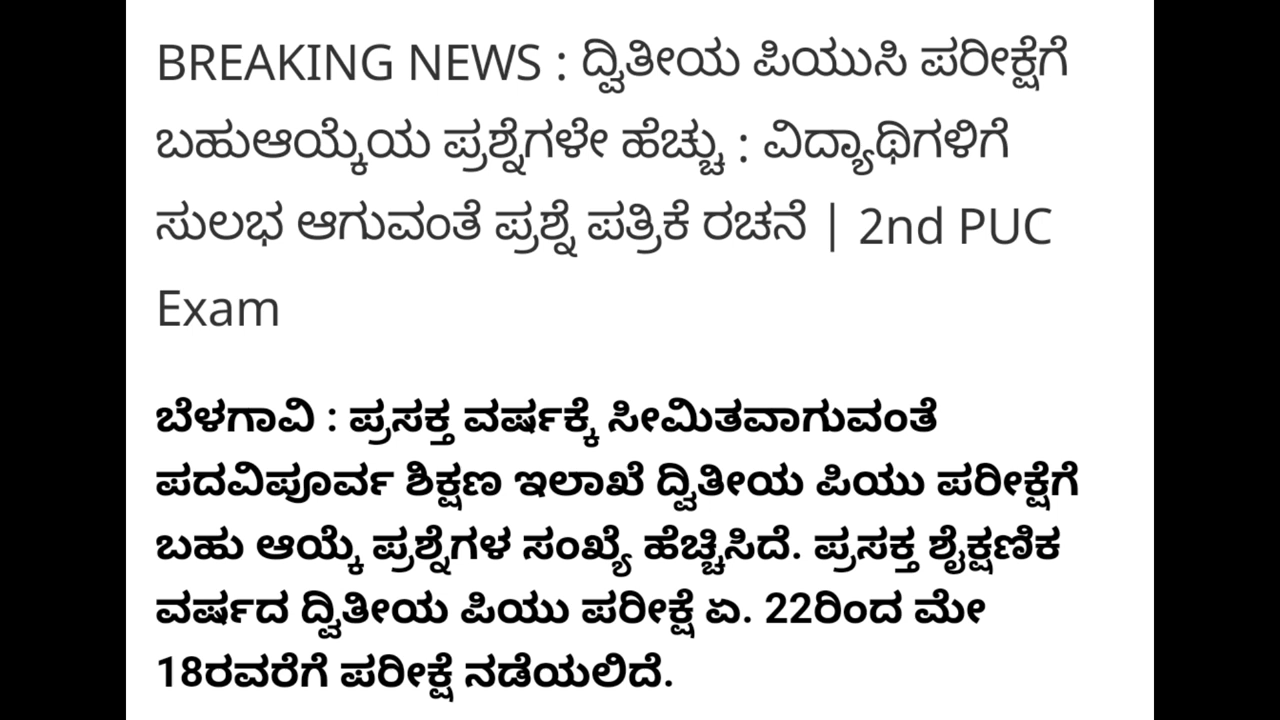 BREAKING NEWS : ದ್ವಿತೀಯ ಪಿಯುಸಿ ಪರೀಕ್ಷೆಗೆ
ಬಹುಆಯ್ಕೆಯ ಪ್ರಶ್ನೆಗಳೇ ಹೆಚ್ಚು : ವಿದ್ಯಾಥಿಗಳಿಗೆ
ಸುಲಭ ಆಗುವಂತೆ ಪ್ರಶ್ನೆ ಪತ್ರಿಕೆ ರಚನೆ | 2nd PUC
Exam
ಬೆಳಗಾವಿ : ಪ್ರಸಕ್ತ ವರ್ಷಕ್ಕೆ ಸೀಮಿತವಾಗುವಂತೆ
ಪದವಿಪೂರ್ವ ಶಿಕ್ಷಣ ಇಲಾಖೆ ದ್ವಿತೀಯ ಪಿಯು ಪರೀಕ್ಷೆಗೆ
ಬಹು ಆಯ್ಕೆ ಪ್ರಶ್ನೆಗಳ ಸಂಖ್ಯೆ ಹೆಚ್ಚಿಸಿದೆ. ಪ್ರಸಕ್ತ ಶೈಕ್ಷಣಿಕ
ವರ್ಷದ ದ್ವಿತೀಯ ಪಿಯು ಪರೀಕ್ಷೆ ಏ. 22ರಿಂದ ಮೇ
18ರವರೆಗೆ ಪರೀಕ್ಷೆ ನಡೆಯಲಿದೆ.